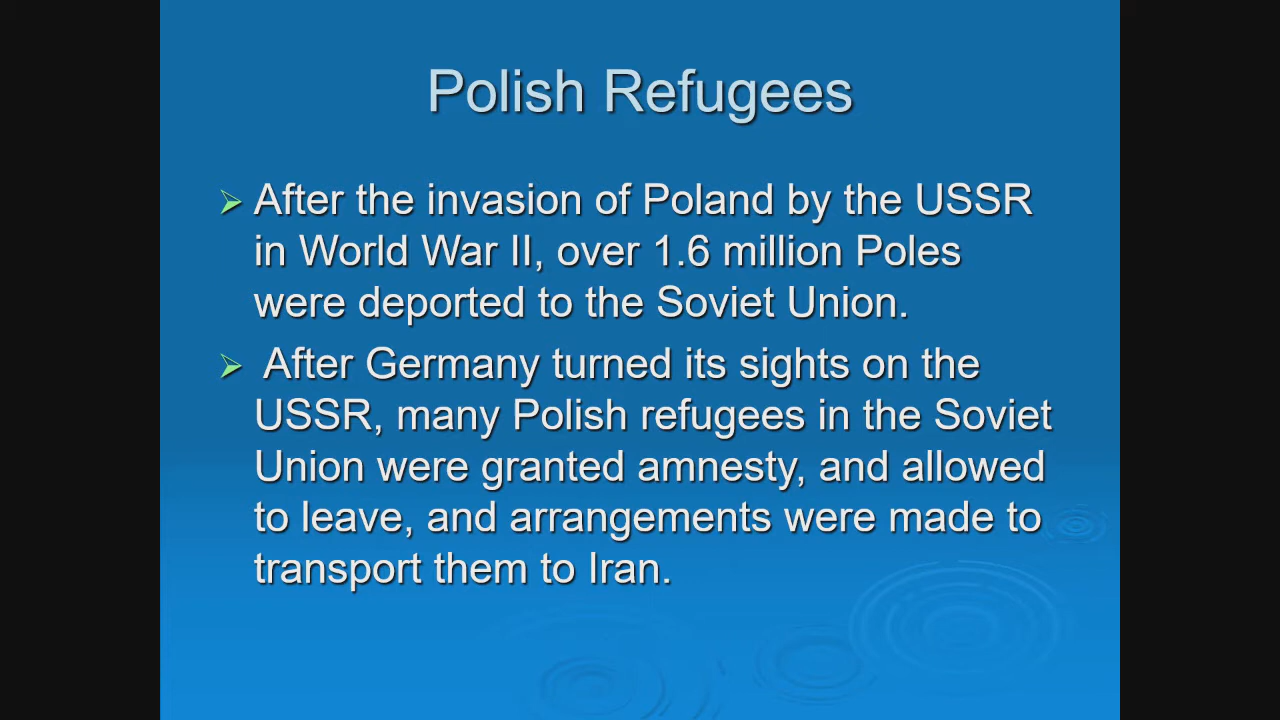 Polish Refugees
After the invasion of Poland by the USSR
in World War II, over 1.6 million Poles
were deported to the Soviet Union.
After Germany turned its sights on the
USSR, many Polish refugees in the Soviet
Union were granted amnesty, and allowed
to leave, and arrangements were made to
transport them to Iran.